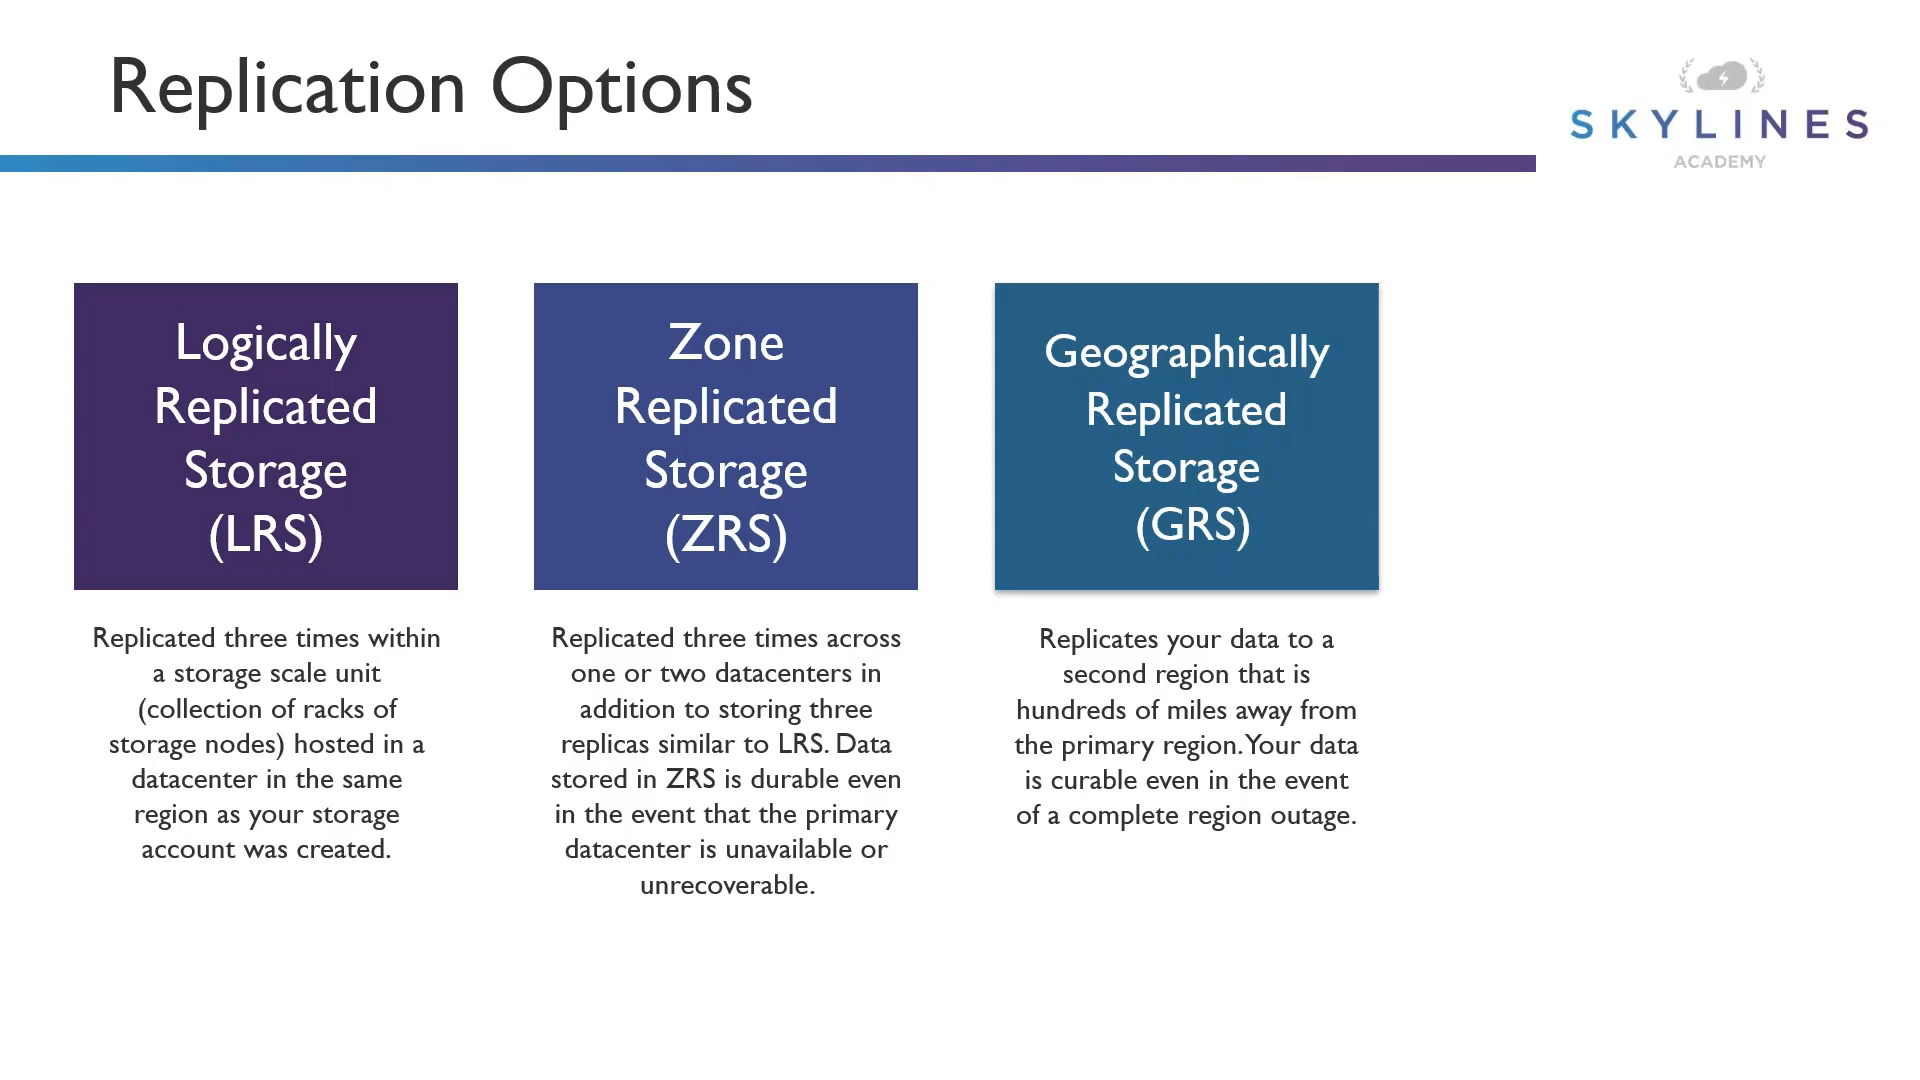 Replication Options
SKYLINES
ACADEMY
Logically
Replicated
Storage
(LRS)
Replicated three times within
a storage scale unit
(collection of racks of
storage nodes) hosted in a
datacenter in the same
region as your storage
account was created.
Zone
Replicated
Storage
(ZRS)
Replicated three times across
one or two datacenters in
addition to storing three
replicas similar to LRS. Data
stored in ZRS is durable even
in the event that the primary
datacenter is unavailable or
unrecoverable.
Geographically
Replicated
Storage
(GRS)
Replicates your data to a
second region that is
hundreds of miles away from
the primary region. Your data
is curable even in the event
of a complete region outage.